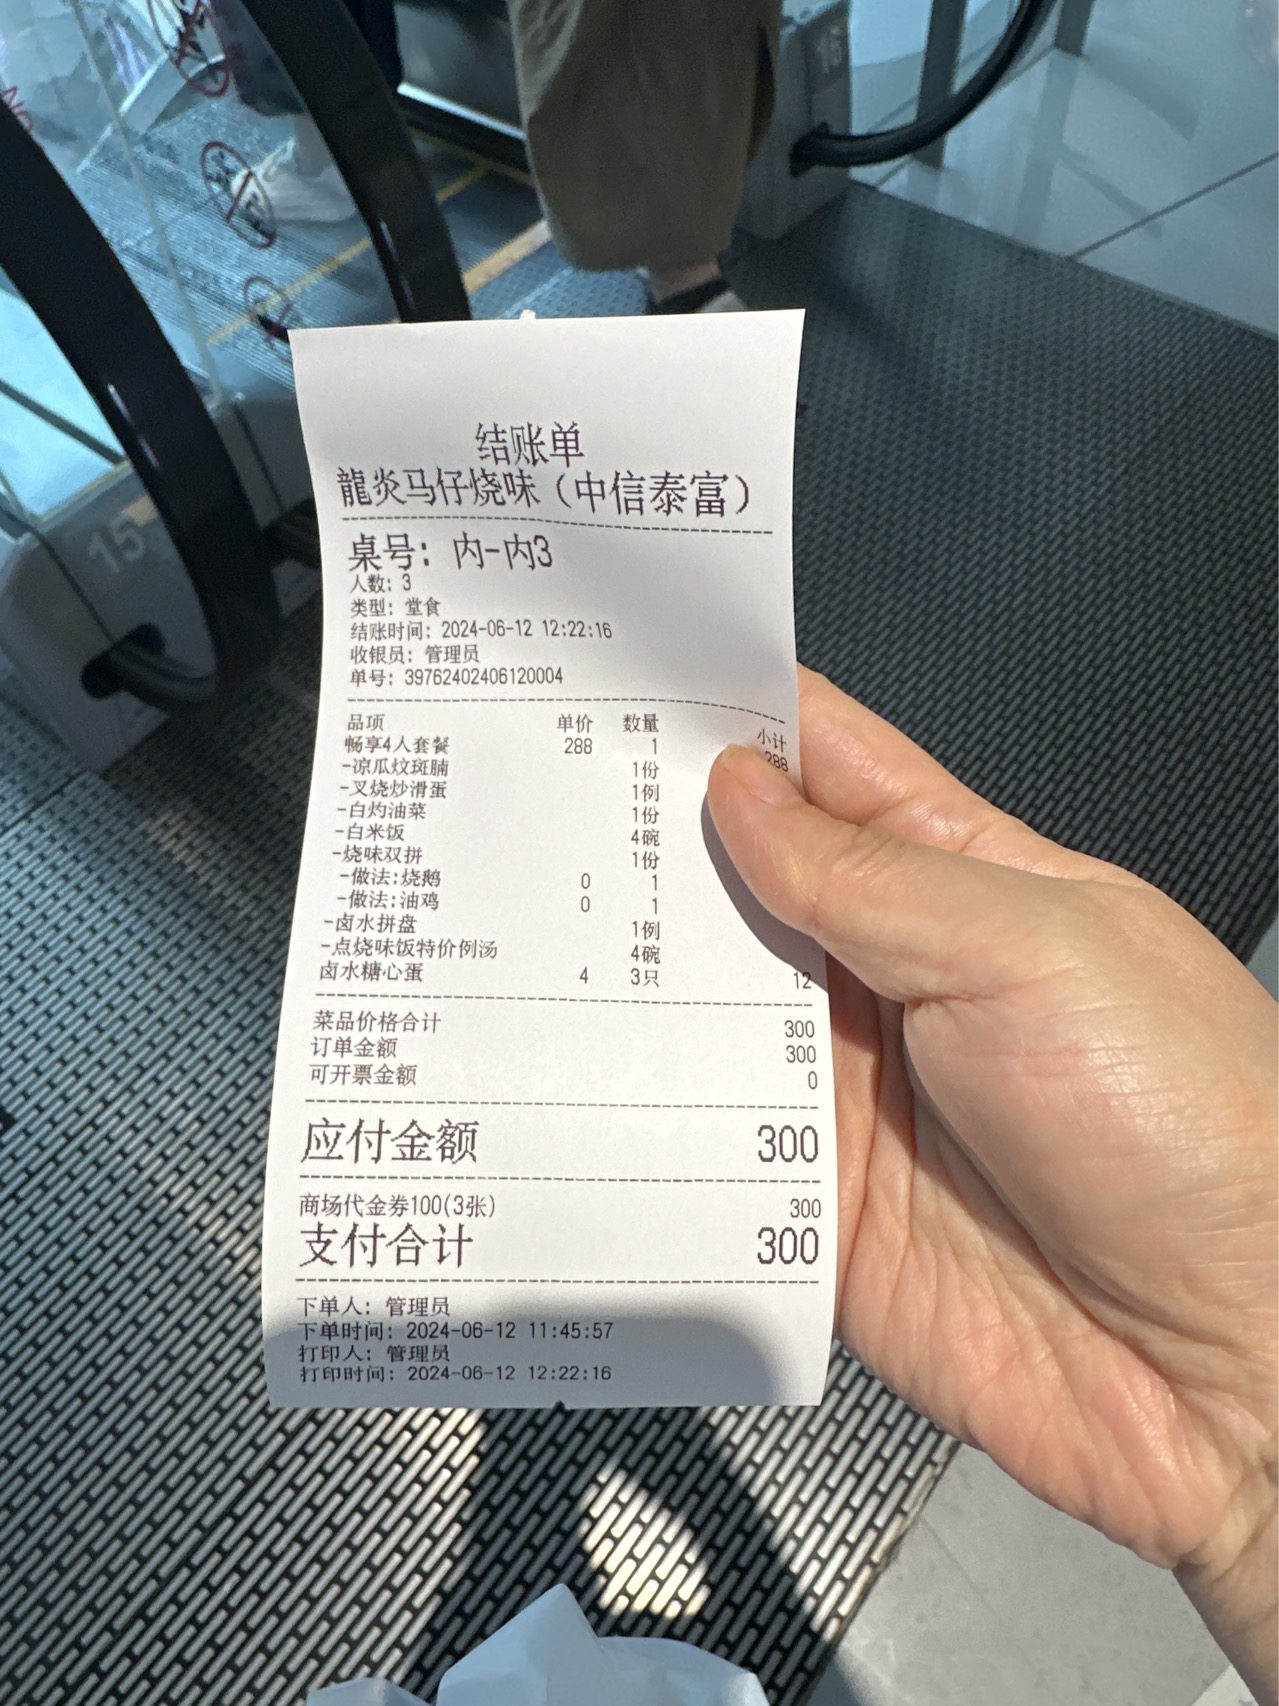 结账单
龍炎马仔烧味（中信泰富）
桌号：内-内3
人数：3
类型：堂食
结账时间：2024-06-12 12:22:16
收银员：管理员
单号：39762402406120004
品项 单价 数量 小计
畅享4人套餐 288 1 288
-凉瓜炆斑腩 1份
-叉烧炒滑蛋 1例
-白灼油菜 1份
-白米饭 4碗
-烧味双拼 1份
-做法:烧鹅 0 1
-做法:油鸡 0 1
-卤水拼盘 1例
-点烧味饭特价例汤 4碗
卤水糖心蛋 4 3只 12
菜品价格合计 300
订单金额 300
可开票金额 0
应付金额 300
商场代金券100(3张) 300
支付合计 300
下单人：管理员
下单时间：2024-06-12 11:45:57
打印人：管理员
打印时间：2024-06-12 12:22:16
15
16